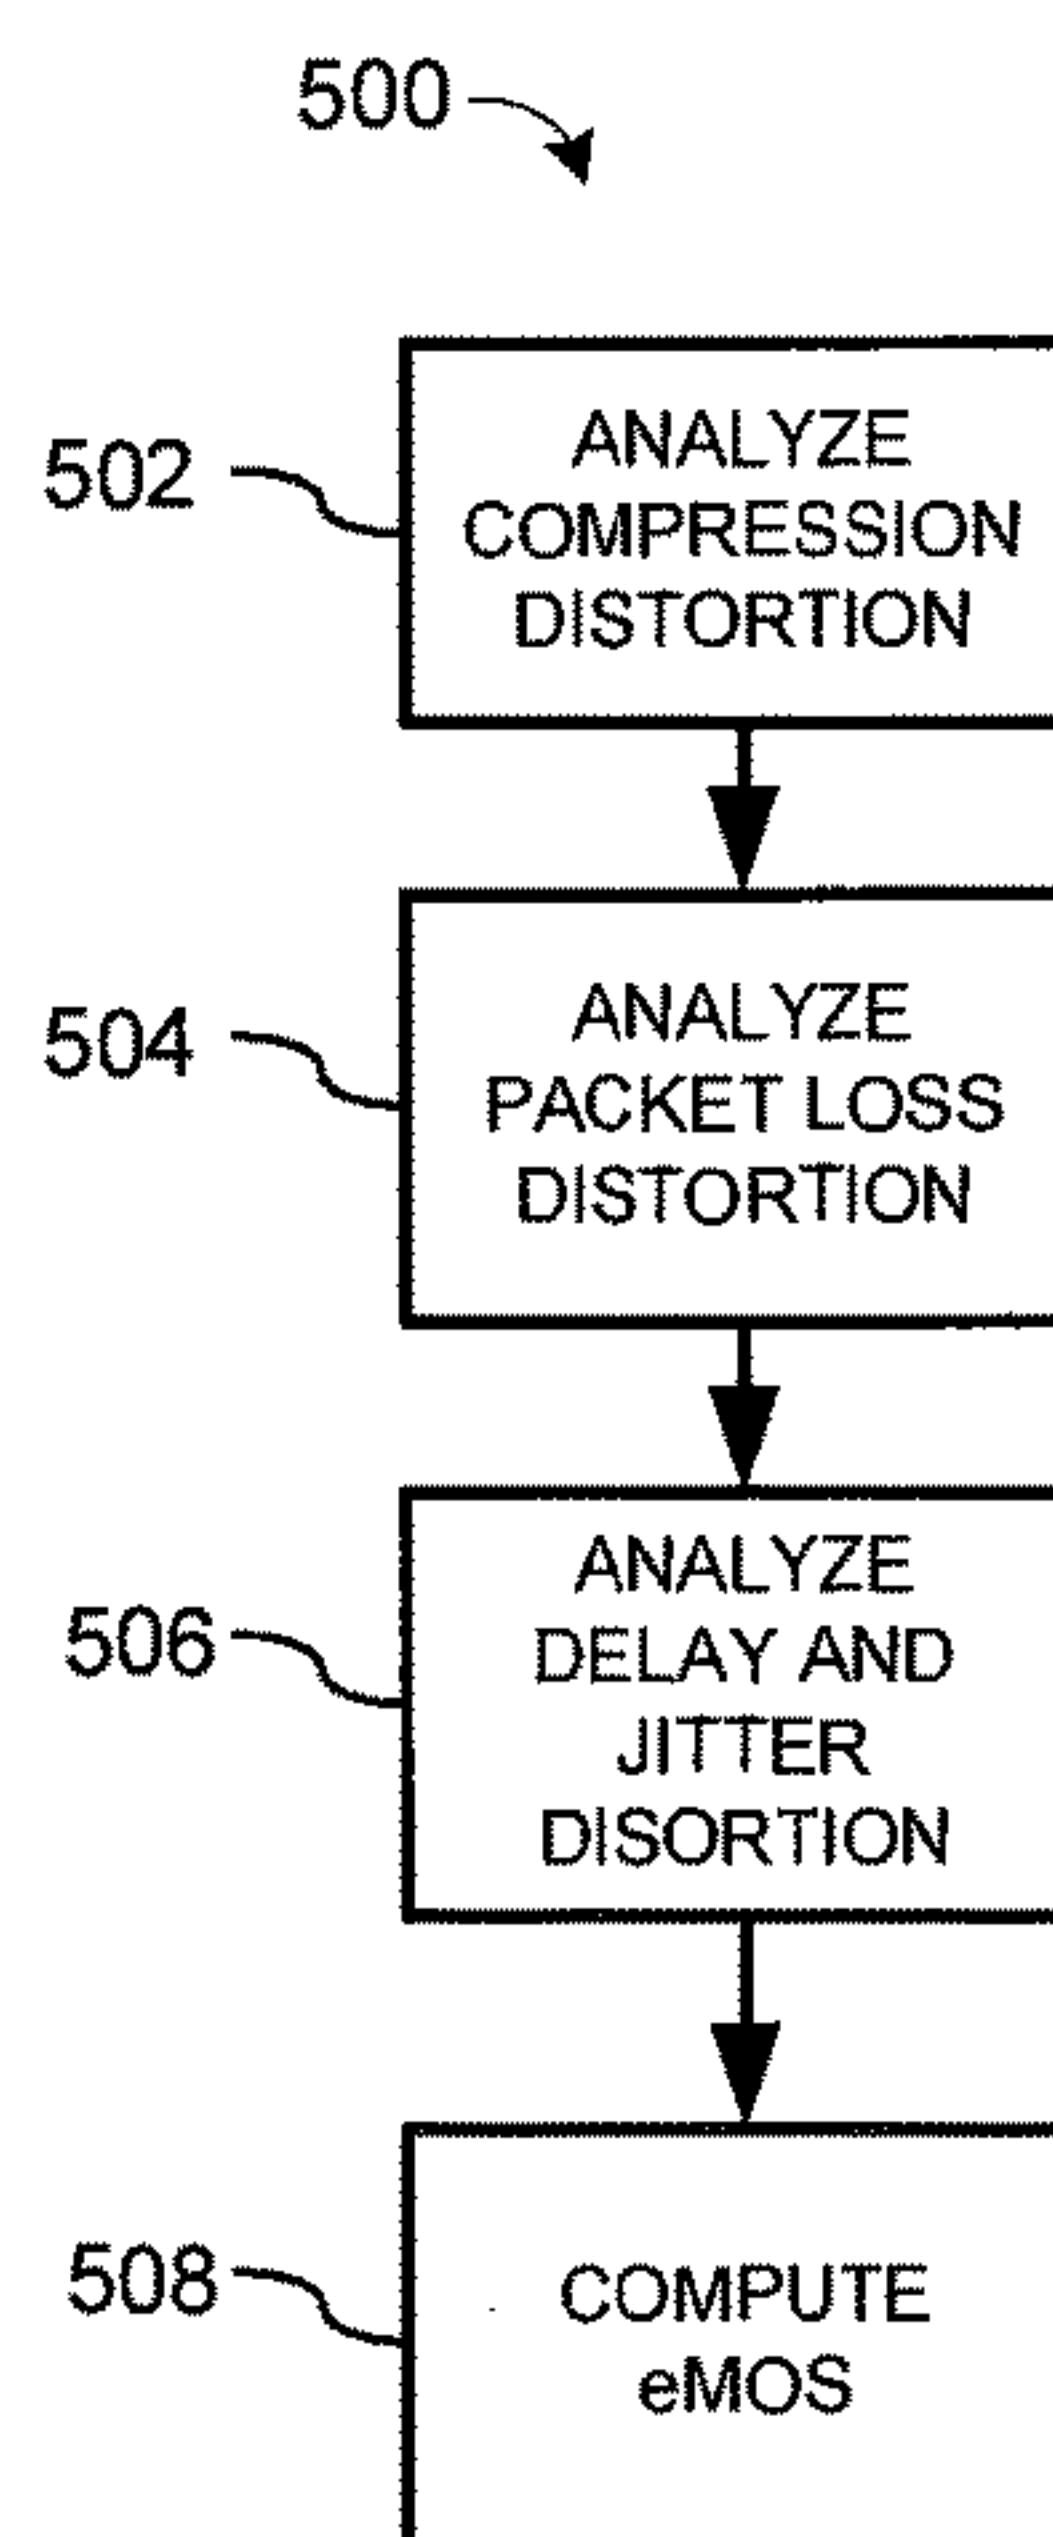 500
502
ANALYZE
COMPRESSION
DISTORTION
504
ANALYZE
PACKET LOSS
DISTORTION
506
ANALYZE
DELAY AND
JITTER
DISORTION
508
COMPUTE
eMOS